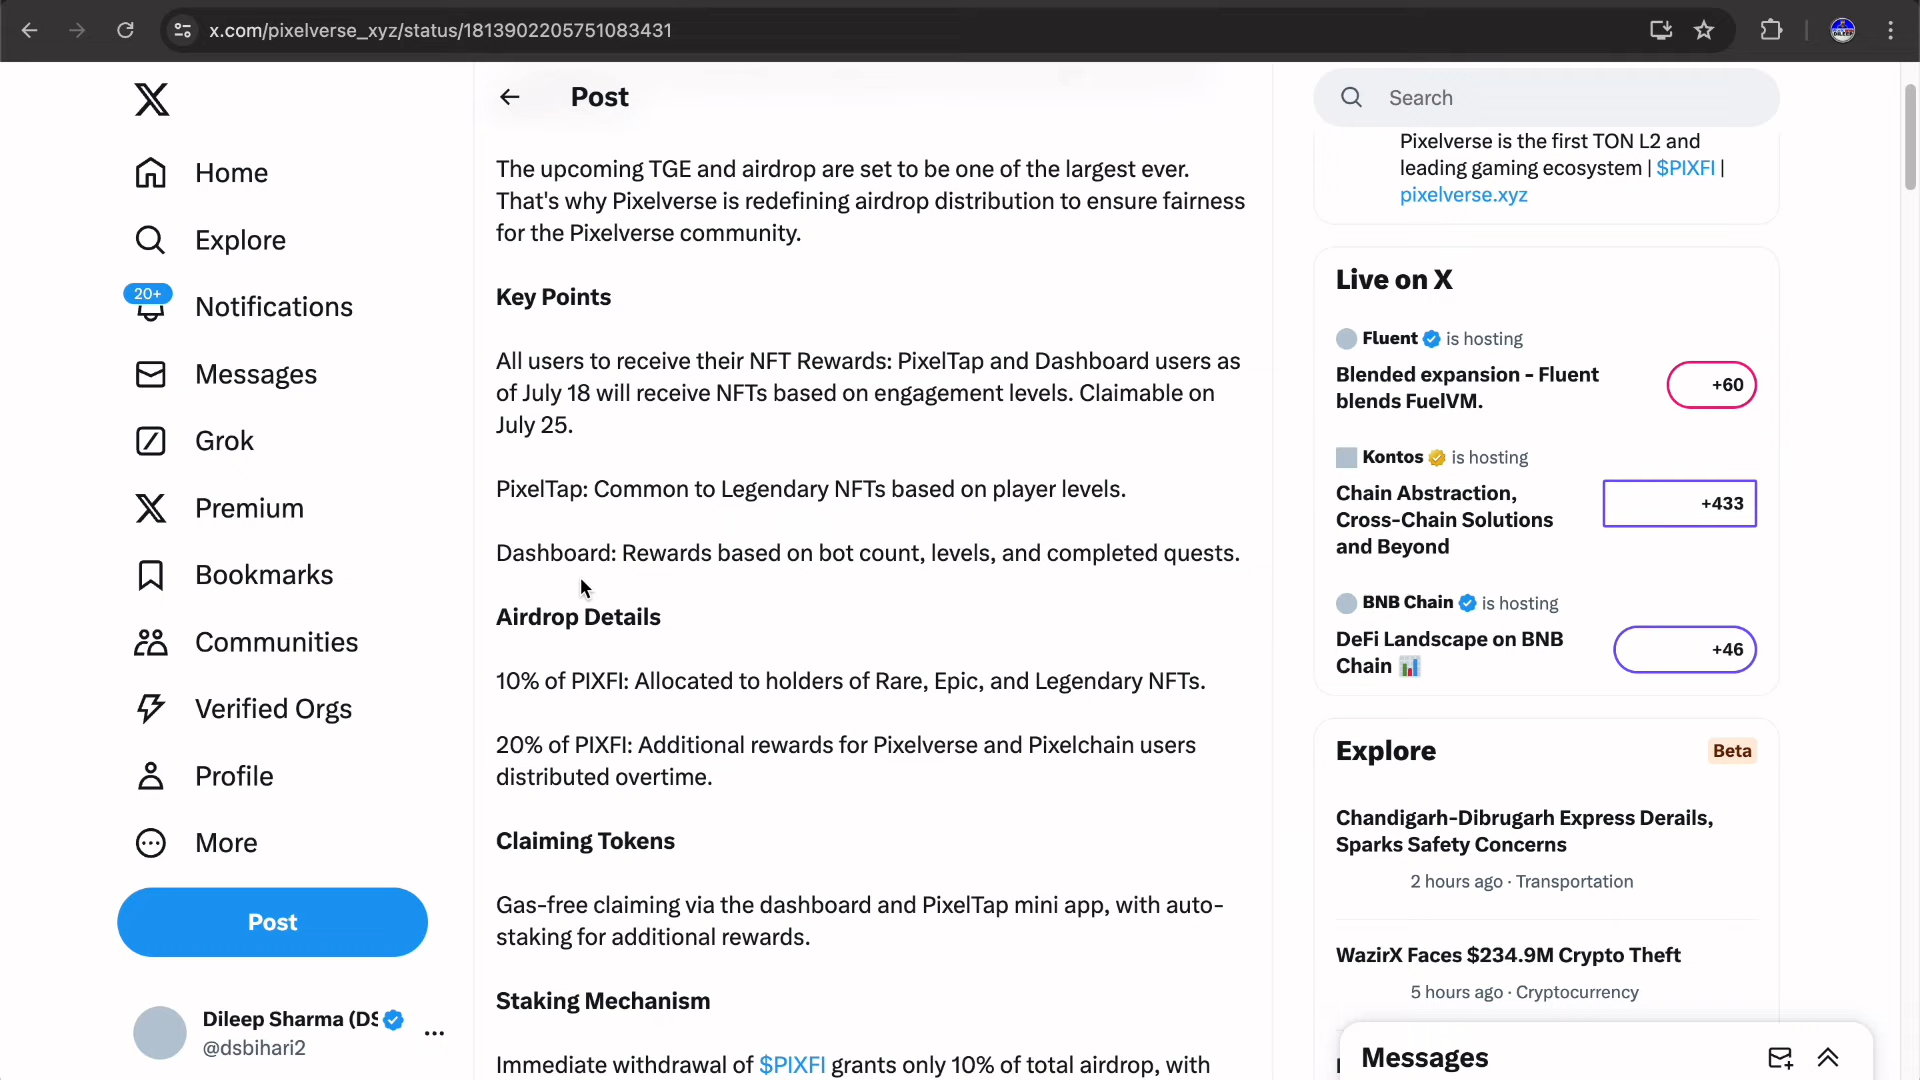 x.com/pixelverse_xyz/status/1813902205751083431
Home
Explore
20+
Notifications
Messages
Grok
Premium
Bookmarks
Communities
Verified Orgs
Profile
More
Post
Dileep Sharma (DS
@dsbihari2
Post
The upcoming TGE and airdrop are set to be one of the largest ever.
That's why Pixelverse is redefining airdrop distribution to ensure fairness
for the Pixelverse community.
Key Points
All users to receive their NFT Rewards: PixelTap and Dashboard users as
of July 18 will receive NFTs based on engagement levels. Claimable on
July 25.
PixelTap: Common to Legendary NFTs based on player levels.
Dashboard: Rewards based on bot count, levels, and completed quests.
Airdrop Details
10% of PIXFI: Allocated to holders of Rare, Epic, and Legendary NFTs.
20% of PIXFI: Additional rewards for Pixelverse and Pixelchain users
distributed overtime.
Claiming Tokens
Gas-free claiming via the dashboard and PixelTap mini app, with auto-
staking for additional rewards.
Staking Mechanism
Immediate withdrawal of $PIXFI grants only 10% of total airdrop, with
Search
Pixelverse is the first TON L2 and
leading gaming ecosystem | $PIXFI |
pixelverse.xyz
Live on X
Fluent is hosting
Blended expansion - Fluent
blends FuelVM.
+60
Kontos is hosting
Chain Abstraction,
Cross-Chain Solutions
and Beyond
+433
BNB Chain is hosting
DeFi Landscape on BNB
Chain 📊
+46
Explore
Beta
Chandigarh-Dibrugarh Express Derails,
Sparks Safety Concerns
2 hours ago · Transportation
WazirX Faces $234.9M Crypto Theft
5 hours ago · Cryptocurrency
Messages